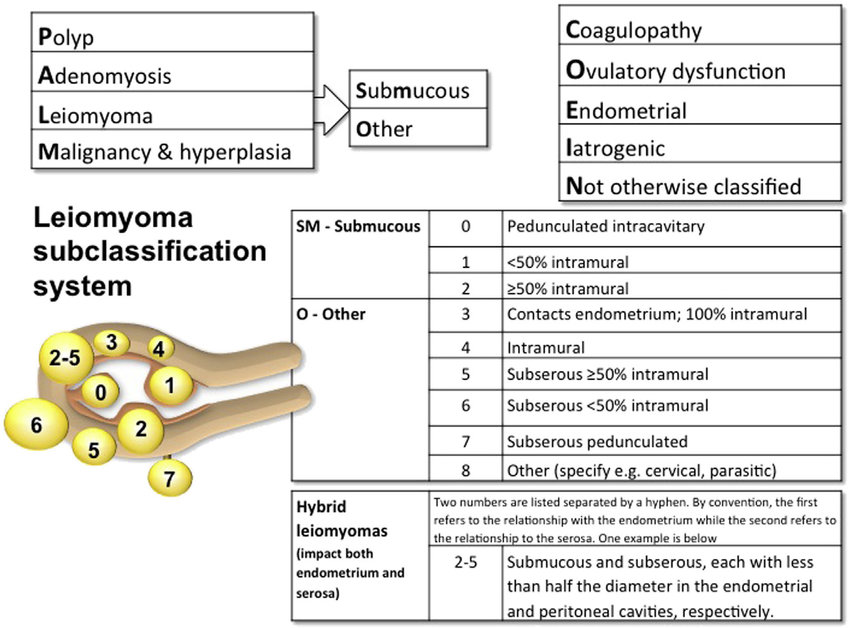 Polyp
Adenomyosis
Leiomyoma
Malignancy & hyperplasia
Submucous
Other
Coagulopathy
Ovulatory dysfunction
Endometrial
Iatrogenic
Not otherwise classified
Leiomyoma
subclassification
system
SM - Submucous
0 Pedunculated intracavitary
1 <50% intramural
2 ≥50% intramural
O - Other
3 Contacts endometrium; 100% intramural
4 Intramural
5 Subserous ≥50% intramural
6 Subserous <50% intramural
7 Subserous pedunculated
8 Other (specify e.g. cervical, parasitic)
3
4
2-5
0
1
6
2
5
7
Hybrid
leiomyomas
(impact both
endometrium and
serosa)
Two numbers are listed separated by a hyphen. By convention, the first
refers to the relationship with the endometrium while the second refers to
the relationship to the serosa. One example is below
2-5 Submucous and subserous, each with less
than half the diameter in the endometrial
and peritoneal cavities, respectively.